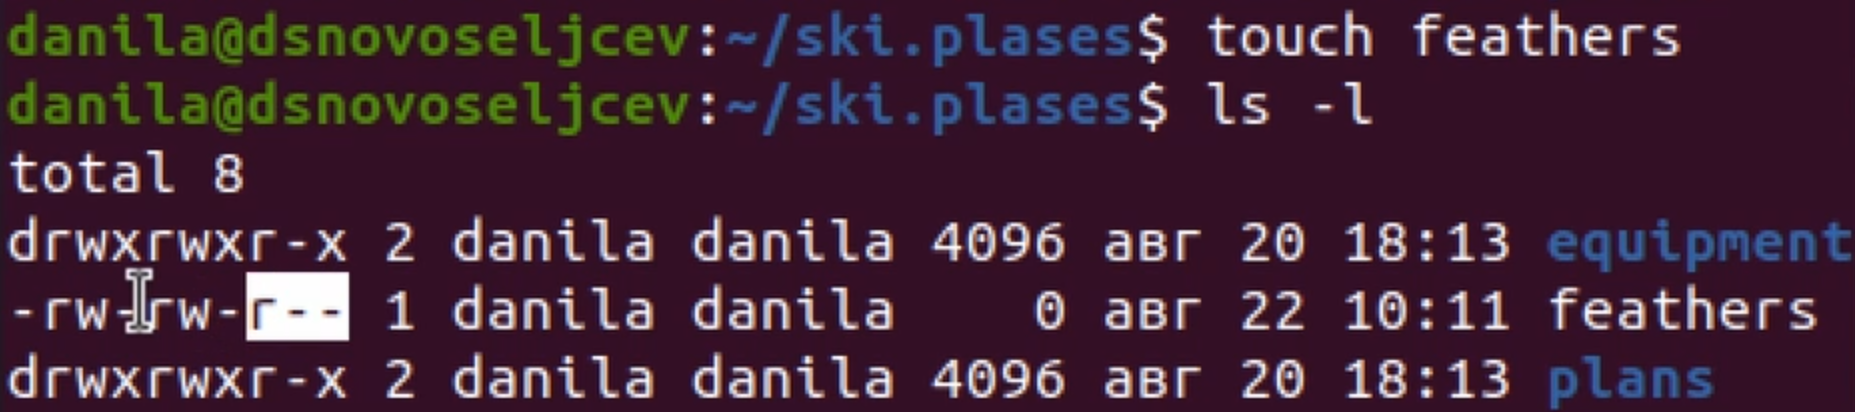 danila@dsnovoseljcev:~/ski.plases$ touch feathers
danila@dsnovoseljcev:~/ski.plases$ ls -l
total 8
drwxrwxr-x 2 danila danila 4096 авг 20 18:13 equipment
-rw-rw-r-- 1 danila danila    0 авг 22 10:11 feathers
drwxrwxr-x 2 danila danila 4096 авг 20 18:13 plans